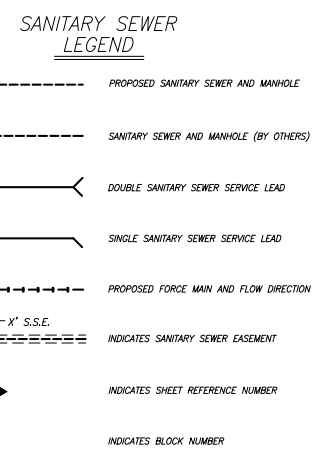 SANITARY SEWER
LEGEND
PROPOSED SANITARY SEWER AND MANHOLE
SANITARY SEWER AND MANHOLE (BY OTHERS)
DOUBLE SANITARY SEWER SERVICE LEAD
SINGLE SANITARY SEWER SERVICE LEAD
PROPOSED FORCE MAIN AND FLOW DIRECTION
X' S.S.E.
INDICATES SANITARY SEWER EASEMENT
INDICATES SHEET REFERENCE NUMBER
INDICATES BLOCK NUMBER